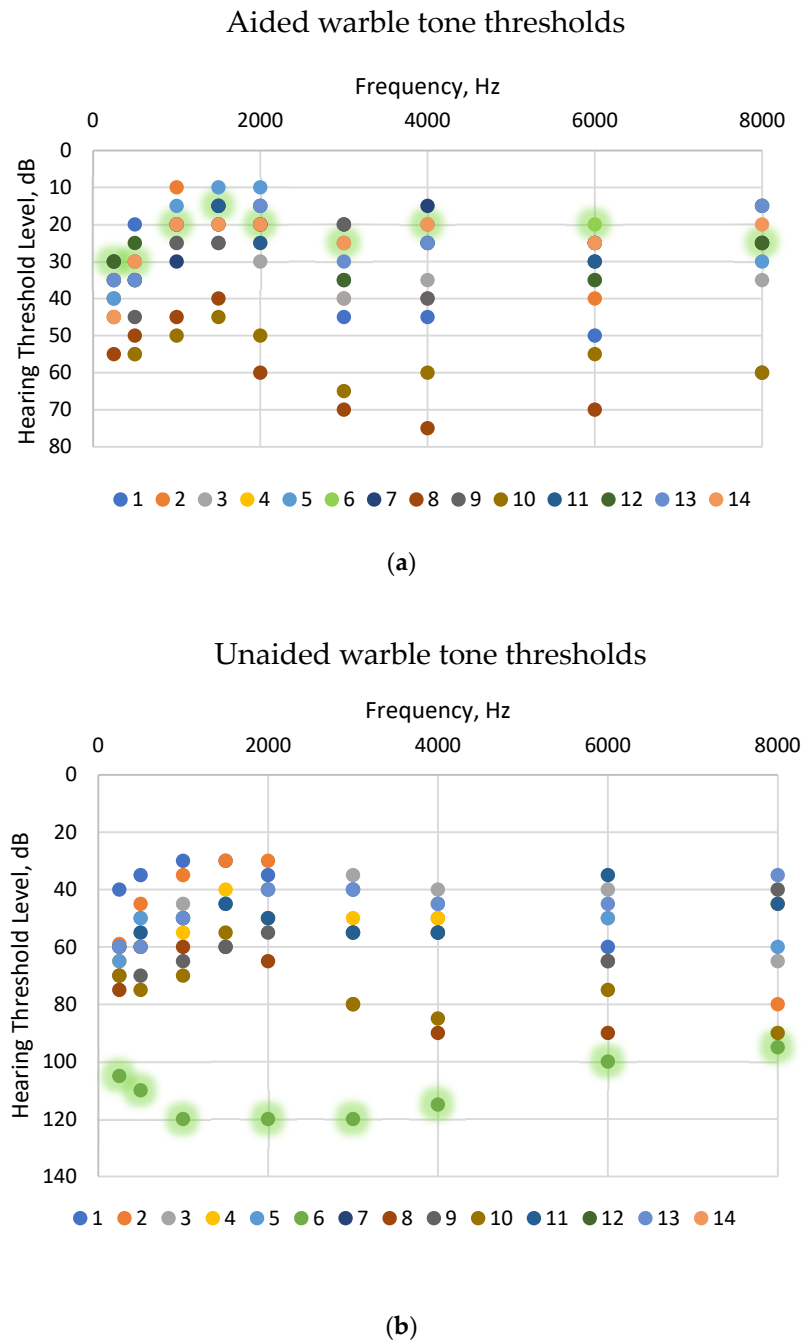 Aided warble tone thresholds
Frequency, Hz
0 2000 4000 6000 8000
Hearing Threshold Level, dB
0
10
20
30
40
50
60
70
80
1 2 3 4 5 6 7 8 9 10 11 12 13 14
(a)
Unaided warble tone thresholds
Frequency, Hz
0 2000 4000 6000 8000
Hearing Threshold Level, dB
0
20
40
60
80
100
120
140
1 2 3 4 5 6 7 8 9 10 11 12 13 14
(b)